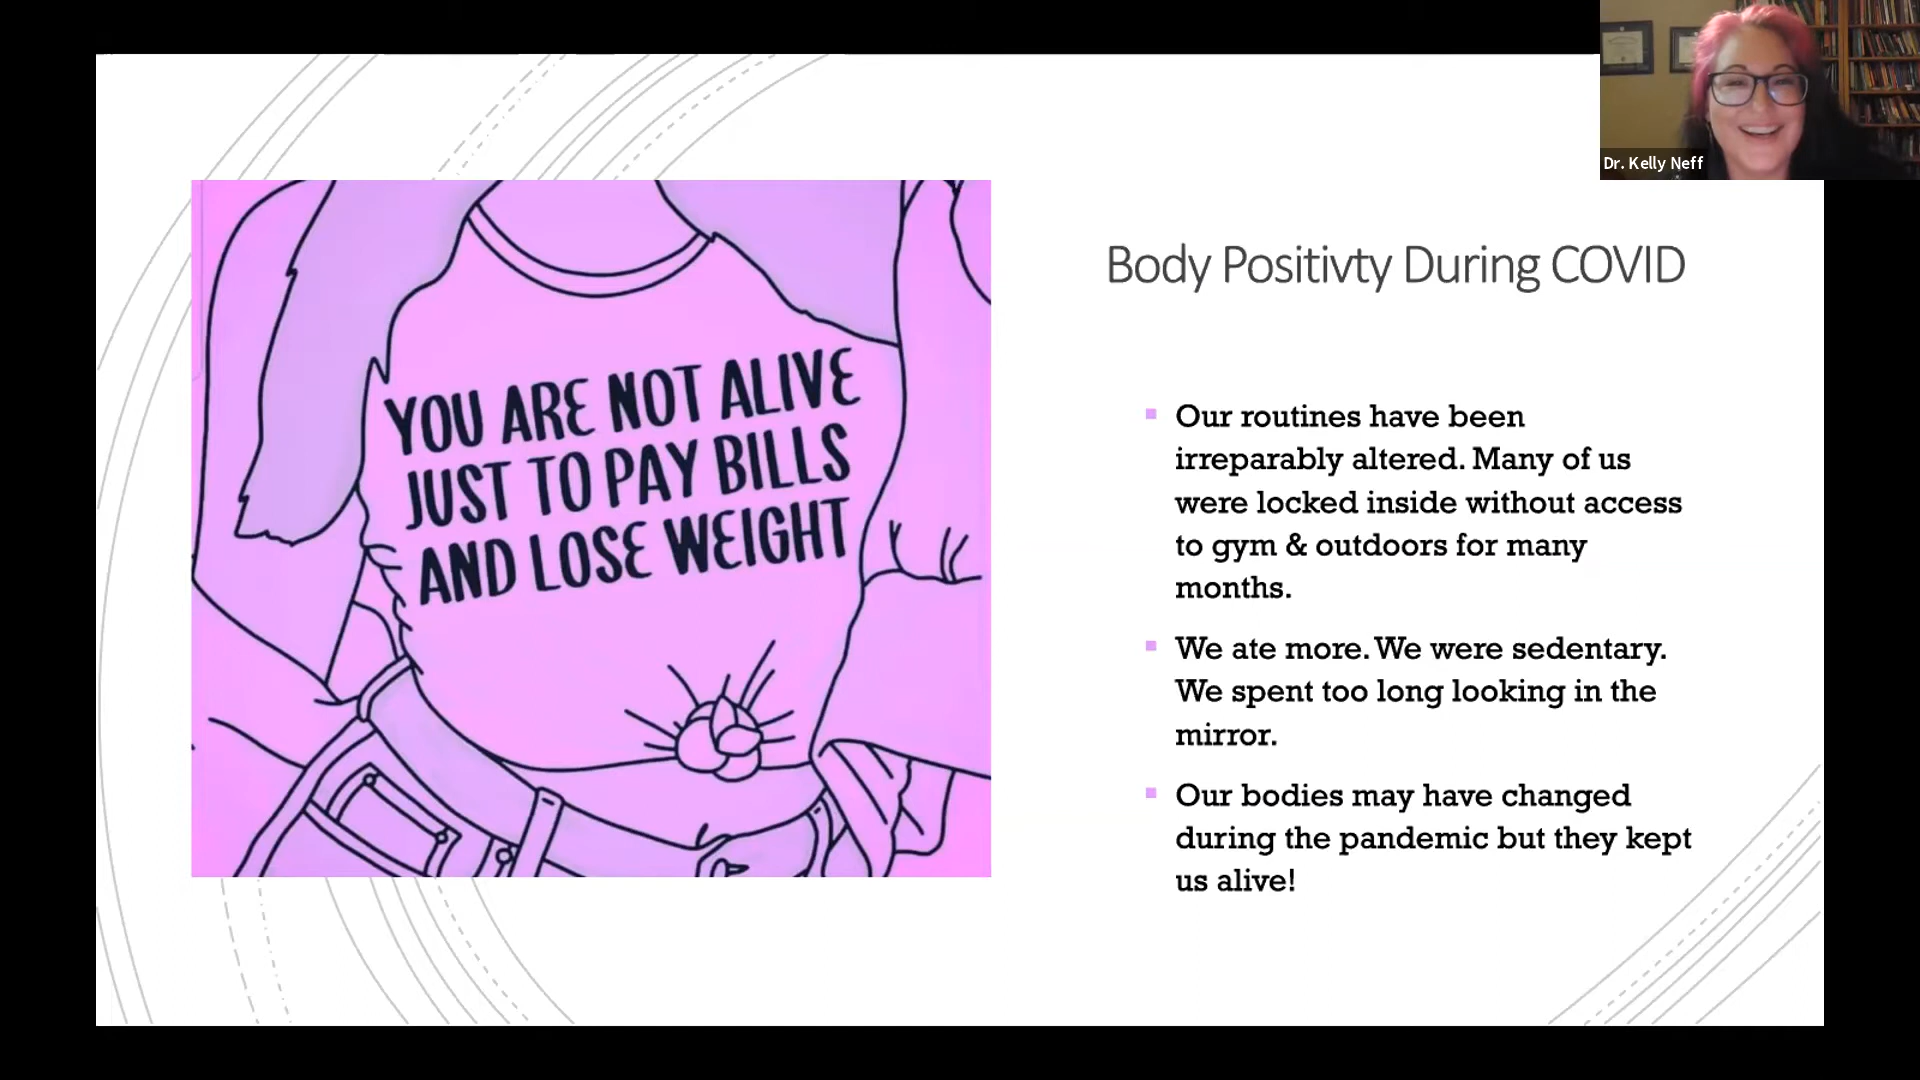 Dr. Kelly Neff
YOU ARE NOT ALIVE
JUST TO PAY BILLS
AND LOSE WEIGHT
Body Positivty During COVID
Our routines have been
irreparably altered. Many of us
were locked inside without access
to gym & outdoors for many
months.
We ate more. We were sedentary.
We spent too long looking in the
mirror.
Our bodies may have changed
during the pandemic but they kept
us alive!